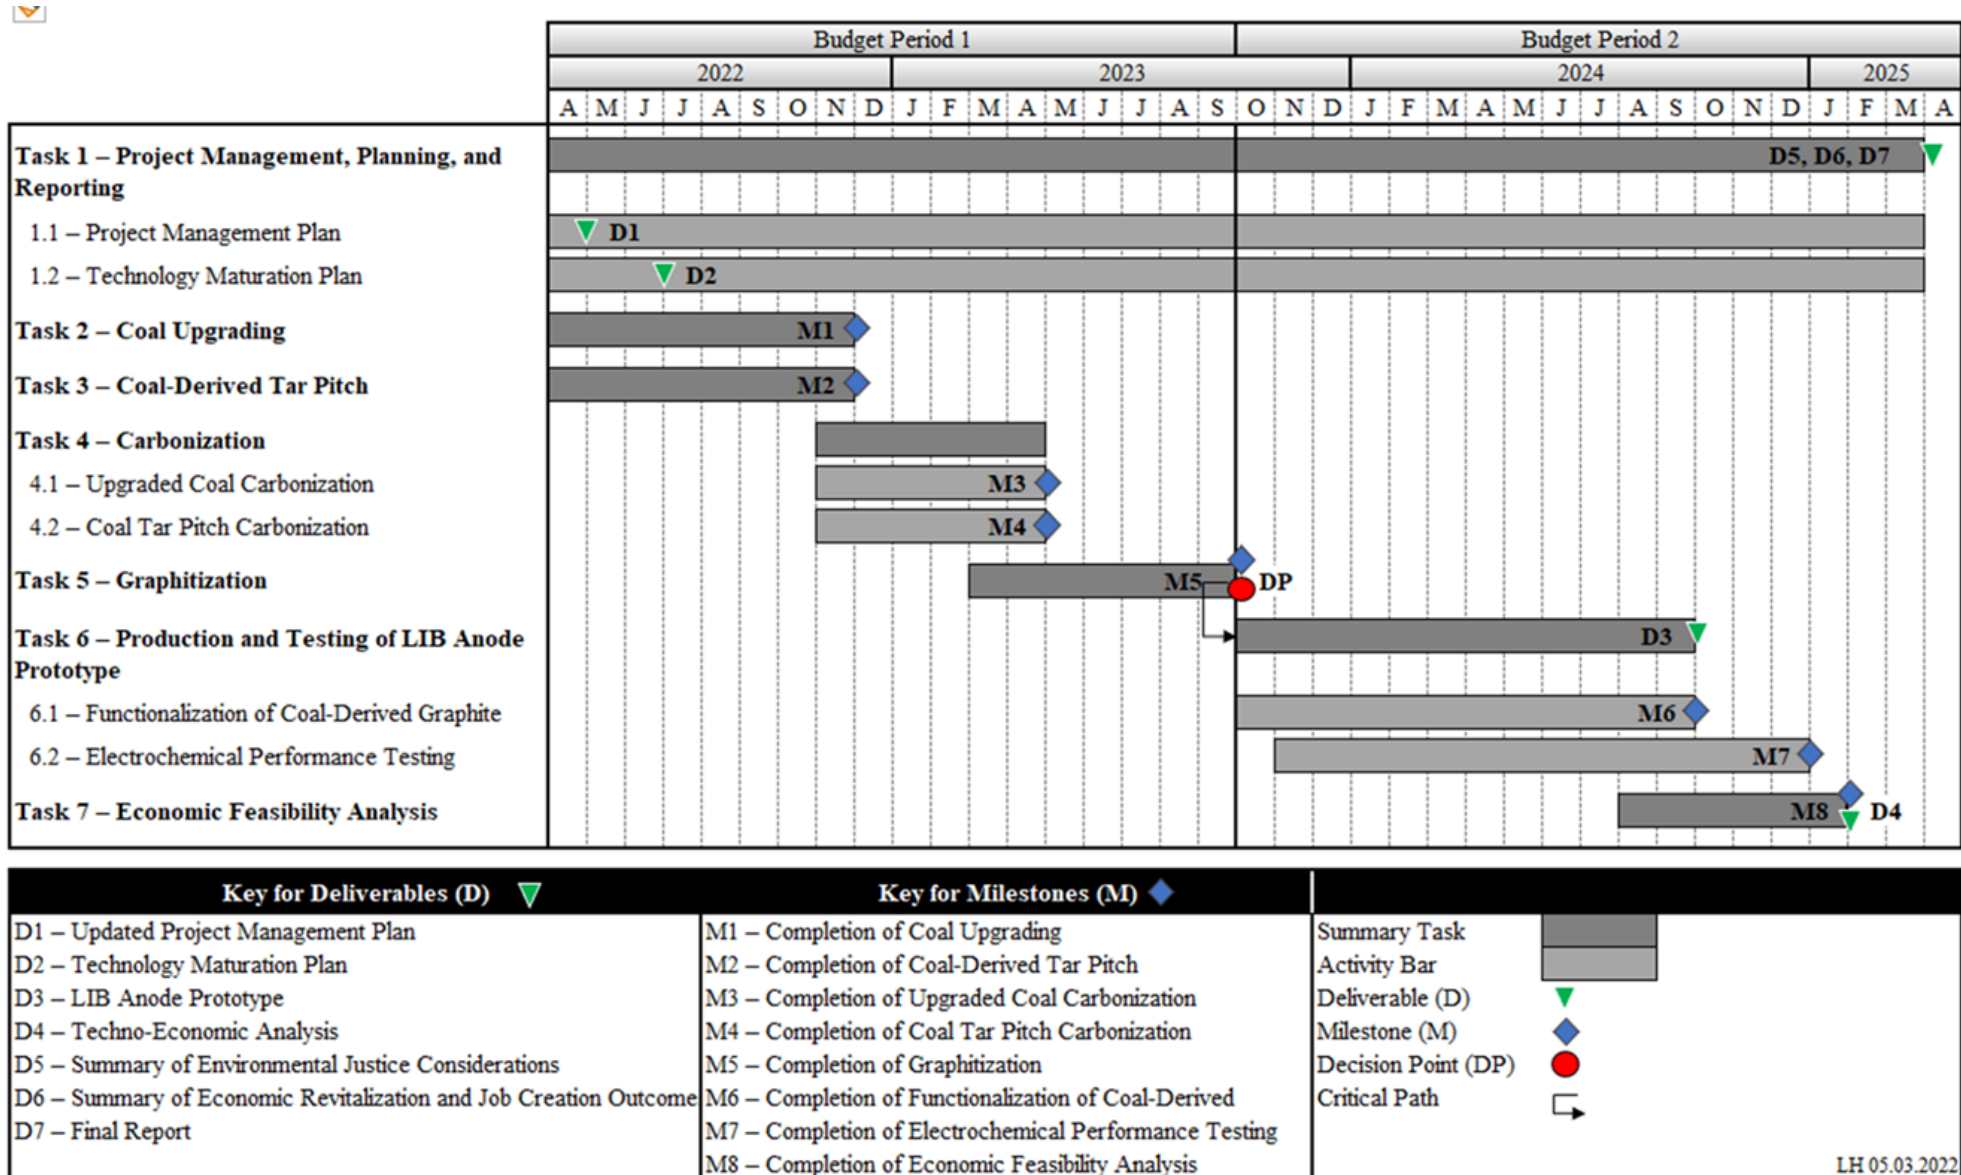 Budget Period 1 Budget Period 2
2022 2023 2024 2025
A M J J A S O N D J F M A M J J A S O N D J F M A M J J A S O N D J F M A
Task 1 – Project Management, Planning, and D5, D6, D7
Reporting
1.1 – Project Management Plan D1
1.2 – Technology Maturation Plan D2
Task 2 – Coal Upgrading M1
Task 3 – Coal-Derived Tar Pitch M2
Task 4 – Carbonization
4.1 – Upgraded Coal Carbonization M3
4.2 – Coal Tar Pitch Carbonization M4
Task 5 – Graphitization M5 DP
Task 6 – Production and Testing of LIB Anode D3
Prototype
6.1 – Functionalization of Coal-Derived Graphite M6
6.2 – Electrochemical Performance Testing M7
Task 7 – Economic Feasibility Analysis M8 D4
Key for Deliverables (D) Key for Milestones (M)
D1 – Updated Project Management Plan M1 – Completion of Coal Upgrading Summary Task
D2 – Technology Maturation Plan M2 – Completion of Coal-Derived Tar Pitch Activity Bar
D3 – LIB Anode Prototype M3 – Completion of Upgraded Coal Carbonization Deliverable (D)
D4 – Techno-Economic Analysis M4 – Completion of Coal Tar Pitch Carbonization Milestone (M)
D5 – Summary of Environmental Justice Considerations M5 – Completion of Graphitization Decision Point (DP)
D6 – Summary of Economic Revitalization and Job Creation Outcome M6 – Completion of Functionalization of Coal-Derived Critical Path
D7 – Final Report M7 – Completion of Electrochemical Performance Testing
M8 – Completion of Economic Feasibility Analysis LH 05.03.2022